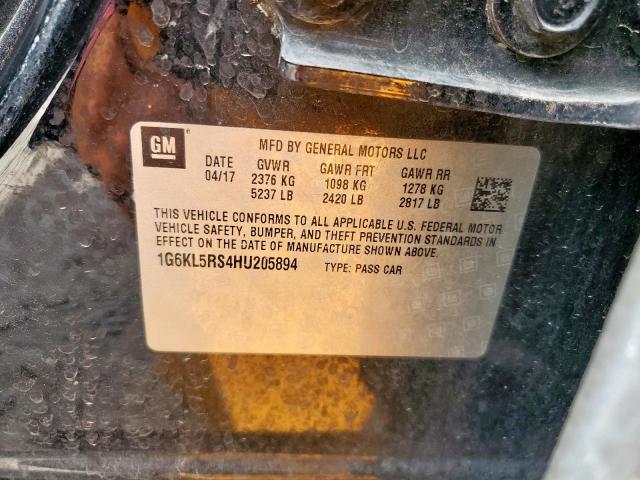 GM
MFD BY GENERAL MOTORS LLC
DATE GVWR GAWR FRT GAWR RR
04/17 2376 KG 1098 KG 1278 KG
5237 LB 2420 LB 2817 LB
THIS VEHICLE CONFORMS TO ALL APPLICABLE U.S. FEDERAL MOTOR
VEHICLE SAFETY, BUMPER, AND THEFT PREVENTION STANDARDS IN
EFFECT ON THE DATE OF MANUFACTURE SHOWN ABOVE.
1G6KL5RS4HU205894 TYPE: PASS CAR